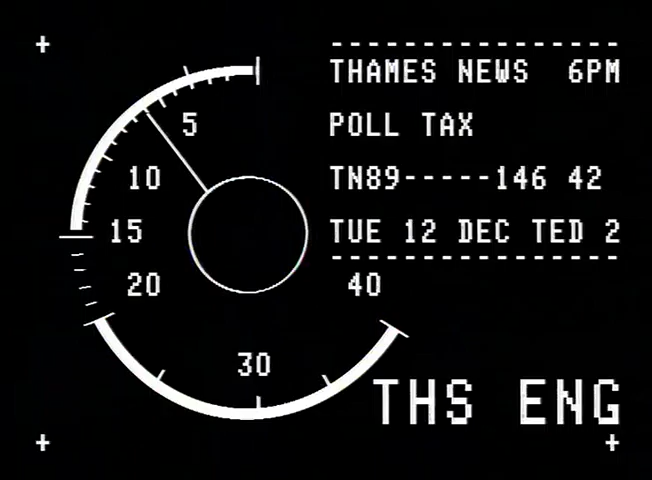 THAMES NEWS 6PM
POLL TAX
TN89-----146 42
TUE 12 DEC TED 2
5
10
15
20
30
40
THS ENG